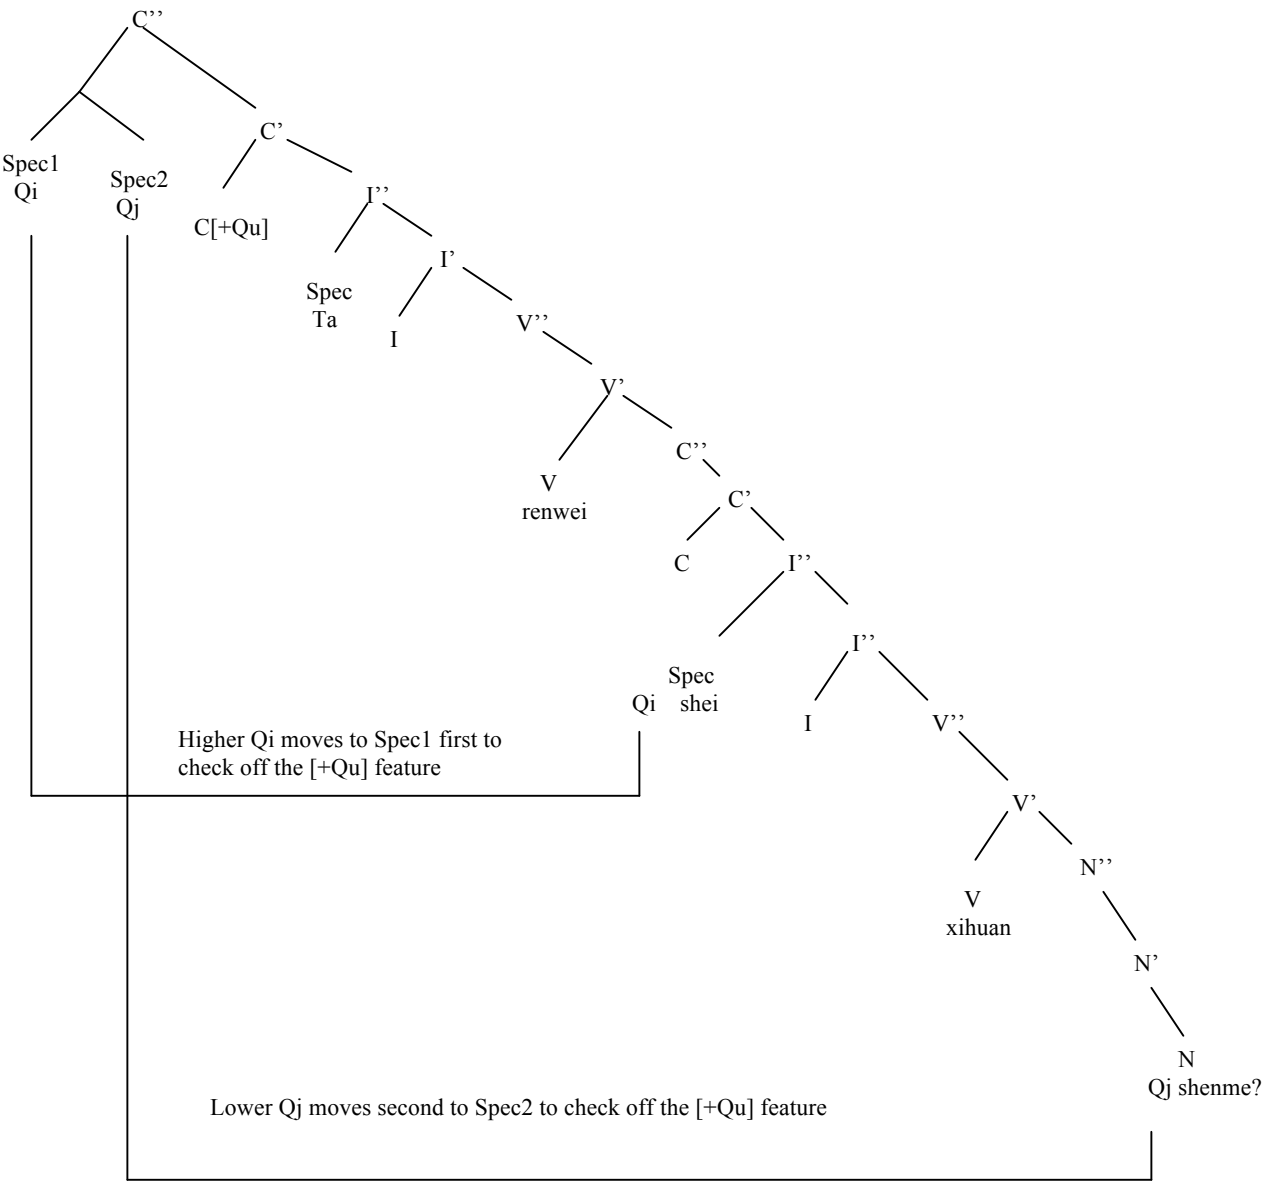 C’’
C’
Spec1
Qi
Spec2
Qj
C[+Qu]
I’’
I’
Spec
Ta
I
V’’
V’
C’’
V
renwei
C’
C
I’’
I’’
Spec
Qi shei
I
V’’
Higher Qi moves to Spec1 first to
check off the [+Qu] feature
V’
N’’
V
xihuan
N’
N
Qj shenme?
Lower Qj moves second to Spec2 to check off the [+Qu] feature